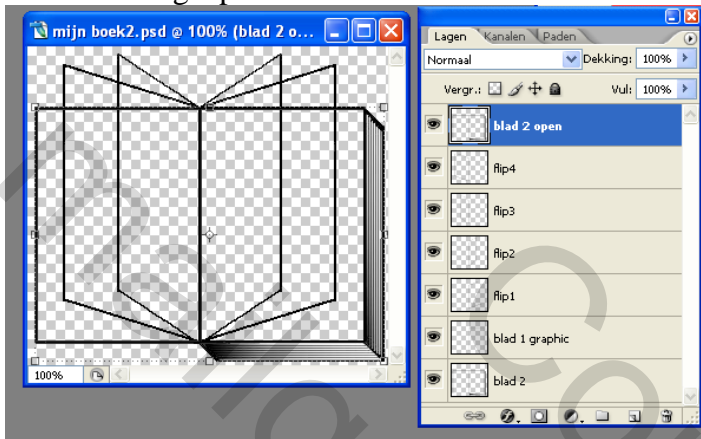 mijn boek2.psd @ 100% (blad 2 o...
100%
Lagen Kanalen Paden
Normaal Dekking: 100%
Vergr.: Vul: 100%
blad 2 open
flip4
flip3
flip2
flip1
blad 1 graphic
blad 2